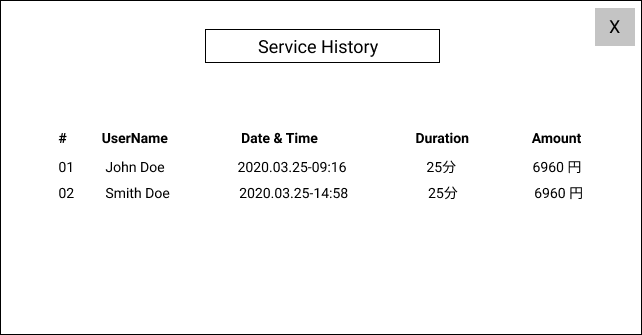 X
Service History
# UserName Date & Time Duration Amount
01 John Doe 2020.03.25-09:16 25分 6960 円
02 Smith Doe 2020.03.25-14:58 25分 6960 円